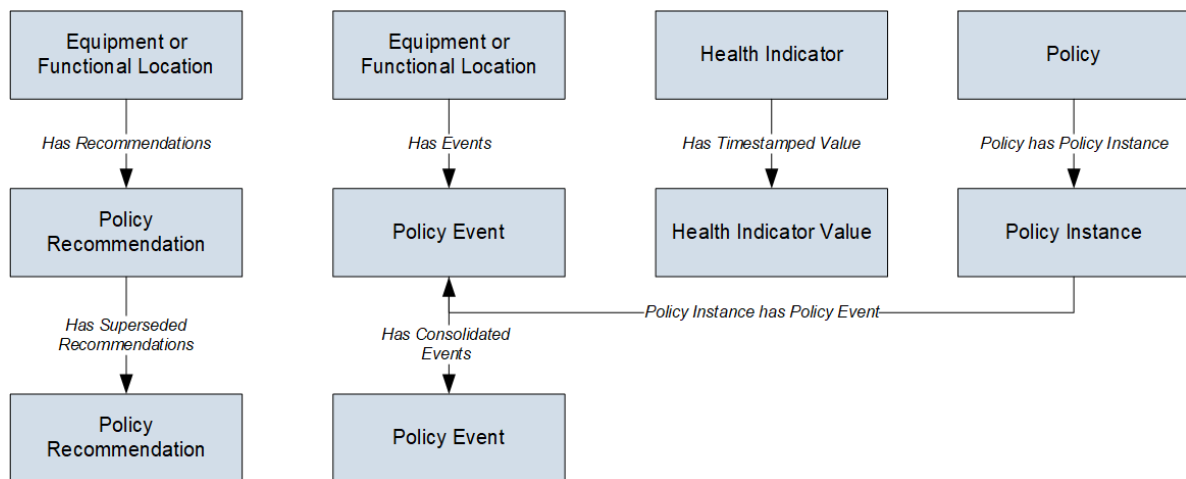 Equipment or
Functional Location
Equipment or
Functional Location
Health Indicator
Policy
Has Recommendations
Has Events
Has Timestamped Value
Policy has Policy Instance
Policy
Recommendation
Policy Event
Health Indicator Value
Policy Instance
Has Superseded
Recommendations
Has Consolidated
Events
Policy Instance has Policy Event
Policy
Recommendation
Policy Event